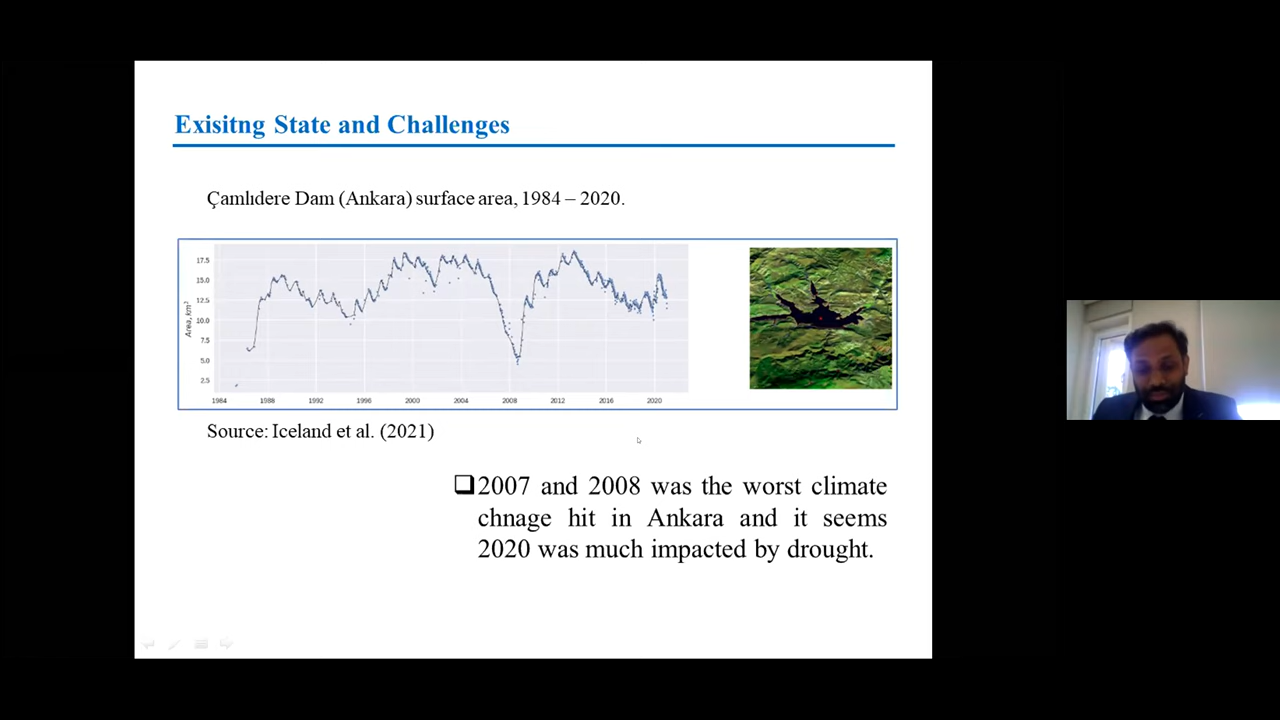 Exisitng State and Challenges
Çamlıdere Dam (Ankara) surface area, 1984 – 2020.
17.5
15.0
12.5
10.0
7.5
5.0
2.5
Area, km²
1984 1988 1992 1996 2000 2004 2008 2012 2016 2020
Source: Iceland et al. (2021)
2007 and 2008 was the worst climate
chnage hit in Ankara and it seems
2020 was much impacted by drought.